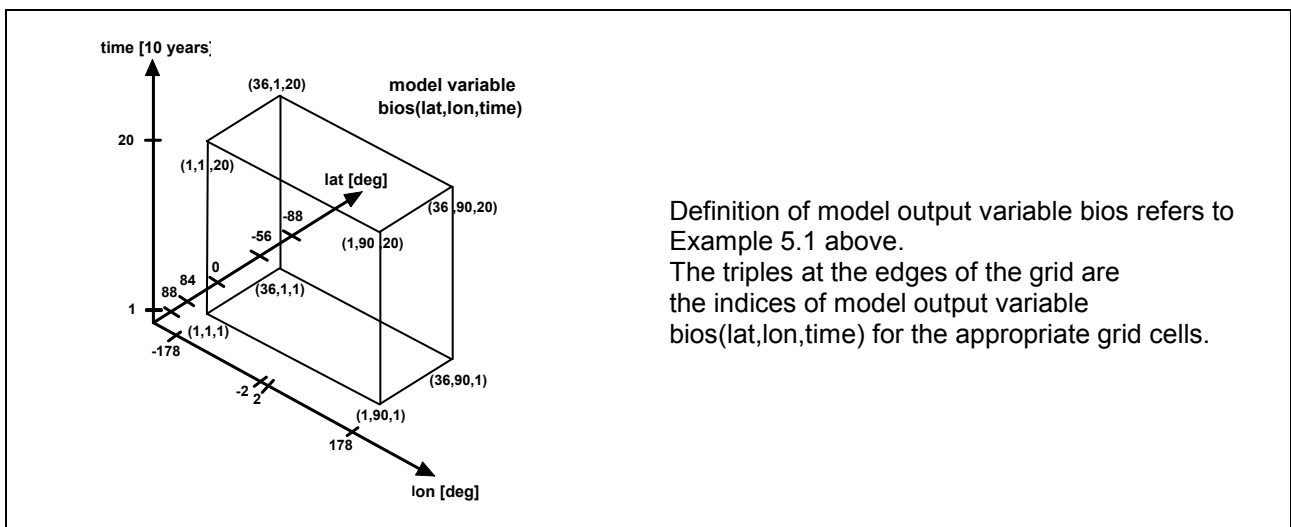 time [10 years]
(36,1,20)
model variable
bios(lat,lon,time)
20
(1,1,20)
lat [deg]
-88
(36,90,20)
-56
(1,90,20)
0
84
88
(36,1,1)
1
(1,1,1)
-178
(36,90,1)
-2
2
(1,90,1)
178
lon [deg]
Definition of model output variable bios refers to
Example 5.1 above.
The triples at the edges of the grid are
the indices of model output variable
bios(lat,lon,time) for the appropriate grid cells.